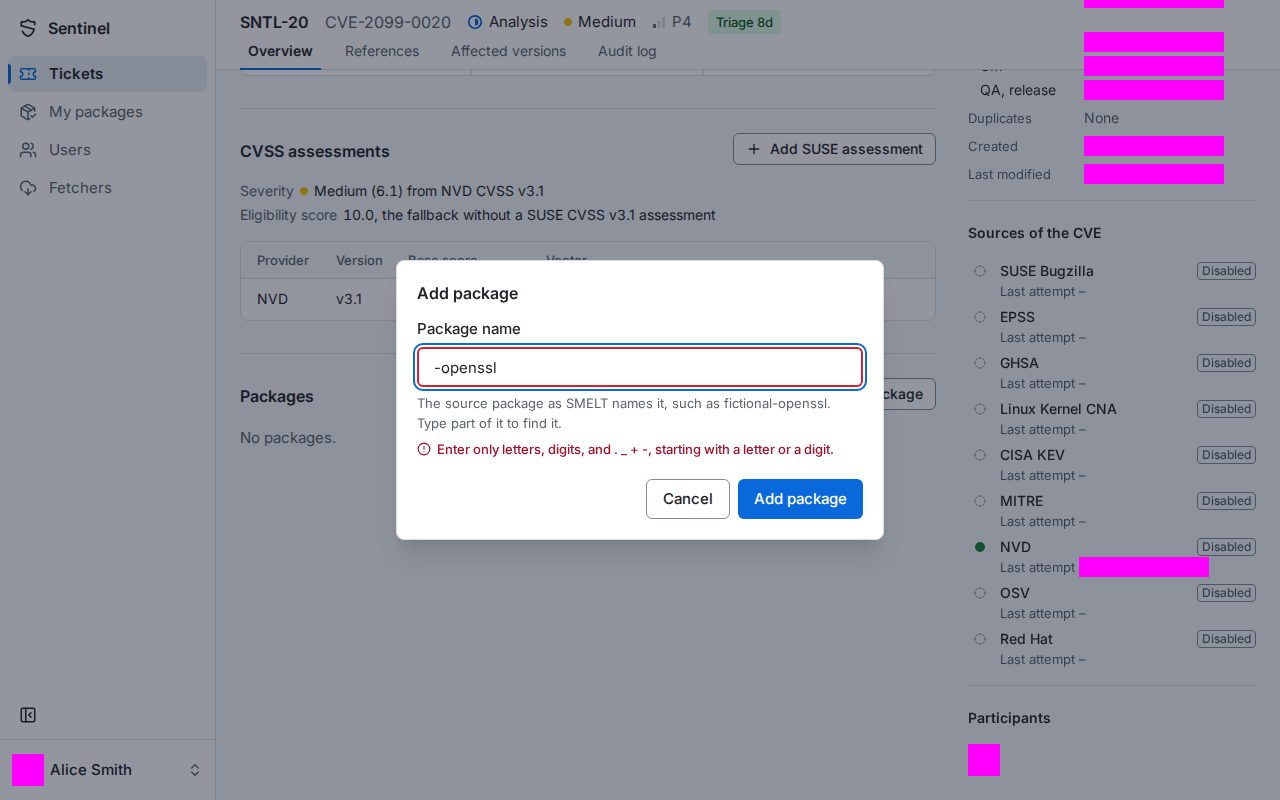 Sentinel
Tickets
My packages
Users
Fetchers
Alice Smith
SNTL-20 CVE-2099-0020 Analysis Medium P4 Triage 8d
Overview References Affected versions Audit log
CVSS assessments
Add SUSE assessment
Severity Medium (6.1) from NVD CVSS v3.1
Eligibility score 10.0, the fallback without a SUSE CVSS v3.1 assessment
Provider Version
NVD v3.1
Packages
No packages.
Add package
Package name
-openssl
The source package as SMELT names it, such as fictional-openssl.
Type part of it to find it.
Enter only letters, digits, and . _ + -, starting with a letter or a digit.
Cancel Add package
QA, release
Duplicates None
Created
Last modified
Sources of the CVE
SUSE Bugzilla Disabled
Last attempt –
EPSS Disabled
Last attempt –
GHSA Disabled
Last attempt –
Linux Kernel CNA Disabled
Last attempt –
CISA KEV Disabled
Last attempt –
MITRE Disabled
Last attempt –
NVD Disabled
Last attempt
OSV Disabled
Last attempt –
Red Hat Disabled
Last attempt –
Participants